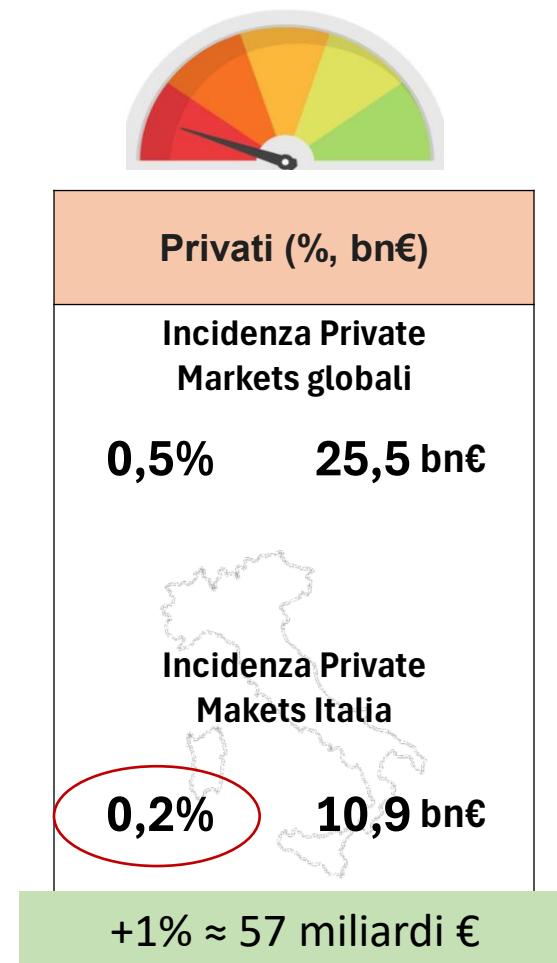 Privati (%, bn€)
Incidenza Private
Markets globali
0,5% 25,5 bn€
Incidenza Private
Makets Italia
0,2% 10,9 bn€
+1% ≈ 57 miliardi €